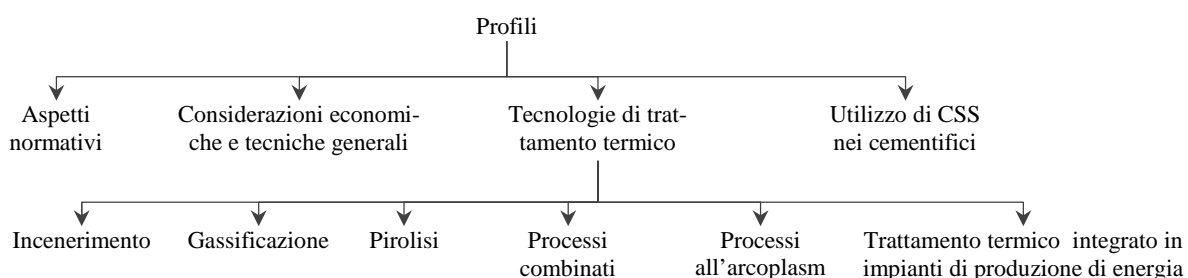 Profili
Aspetti
normativi
Considerazioni economi-
che e tecniche generali
Tecnologie di trat-
tamento termico
Utilizzo di CSS
nei cementifici
Incenerimento
Gassificazione
Pirolisi
Processi
combinati
Processi
all’arcoplasm
Trattamento termico integrato in
impianti di produzione di energia